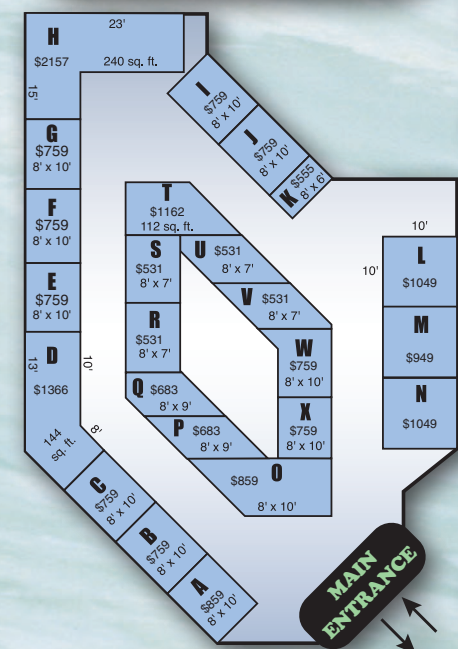 23'
H
$2157
240 sq. ft.
15'
G
$759
8' x 10'
F
$759
8' x 10'
E
$759
8' x 10'
D
13'
10'
$1366
144
sq. ft.
8'
C
$759
8' x 10'
B
$759
8' x 10'
A
$859
8' x 10'
I
$759
8' x 10'
J
$759
8' x 10'
K
$555
8' x 6'
T
$1162
112 sq. ft.
S
$531
8' x 7'
R
$531
8' x 7'
Q
$683
8' x 9'
P
$683
8' x 9'
U
$531
8' x 7'
V
$531
8' x 7'
W
$759
8' x 10'
X
$759
8' x 10'
O
$859
8' x 10'
10'
10'
L
$1049
M
$949
N
$1049
MAIN
ENTRANCE